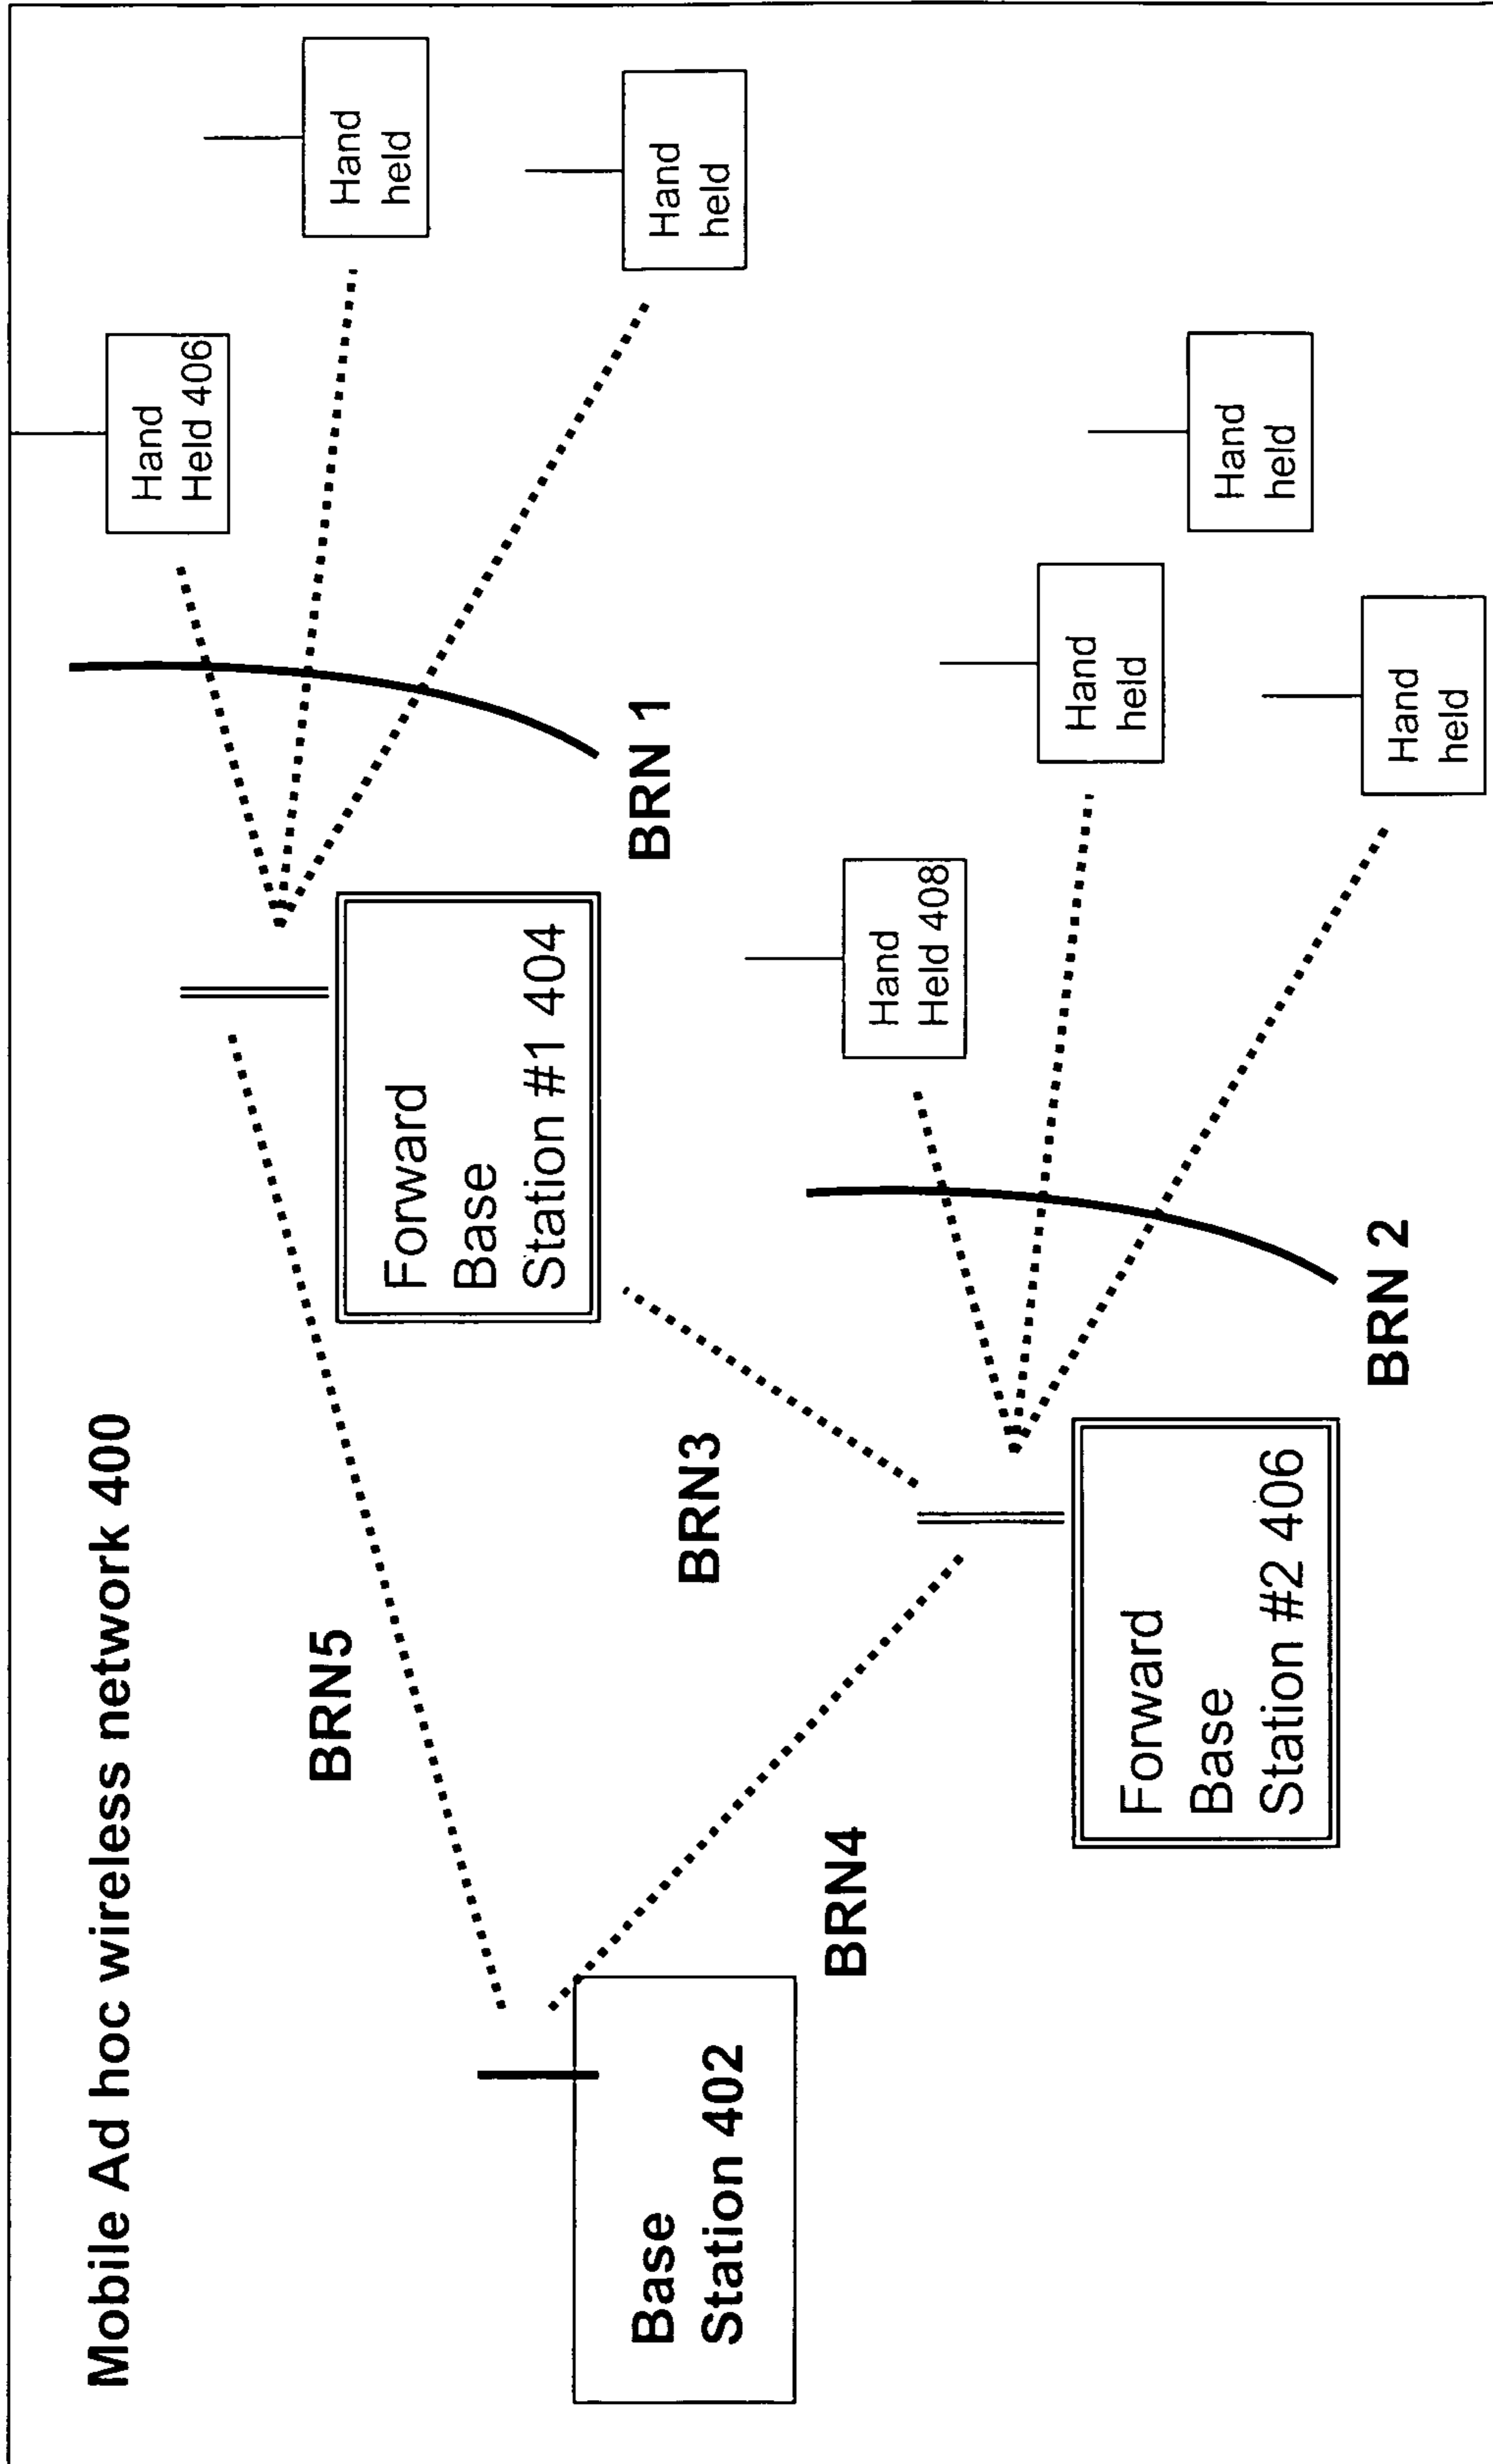 Mobile Ad hoc wireless network 400
Hand
Held 406
Hand
held
Hand
held
BRN5
Forward
Base
Station #1 404
BRN 1
Base
Station 402
BRN3
BRN4
Hand
Held 408
Hand
held
Hand
held
Hand
held
Forward
Base
Station #2 406
BRN 2